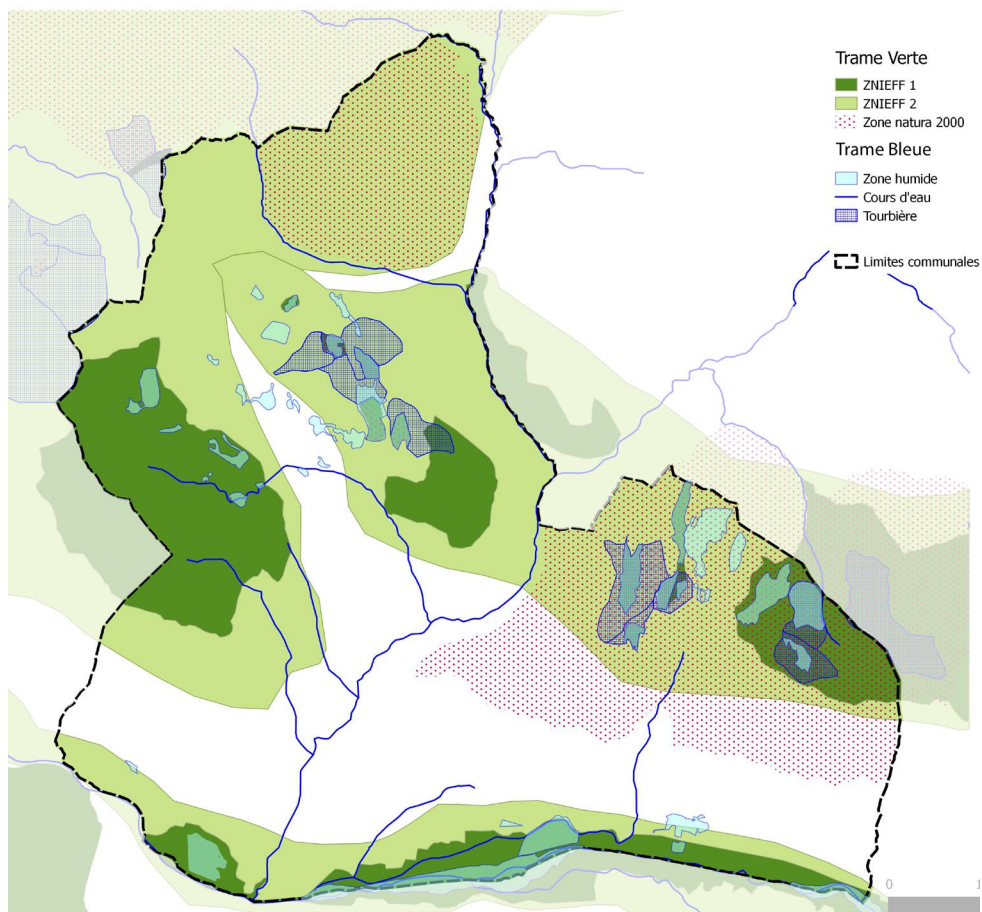 Trame Verte
ZNIEFF 1
ZNIEFF 2
Zone natura 2000
Trame Bleue
Zone humide
Cours d'eau
Tourbière
Limites communales
0 1